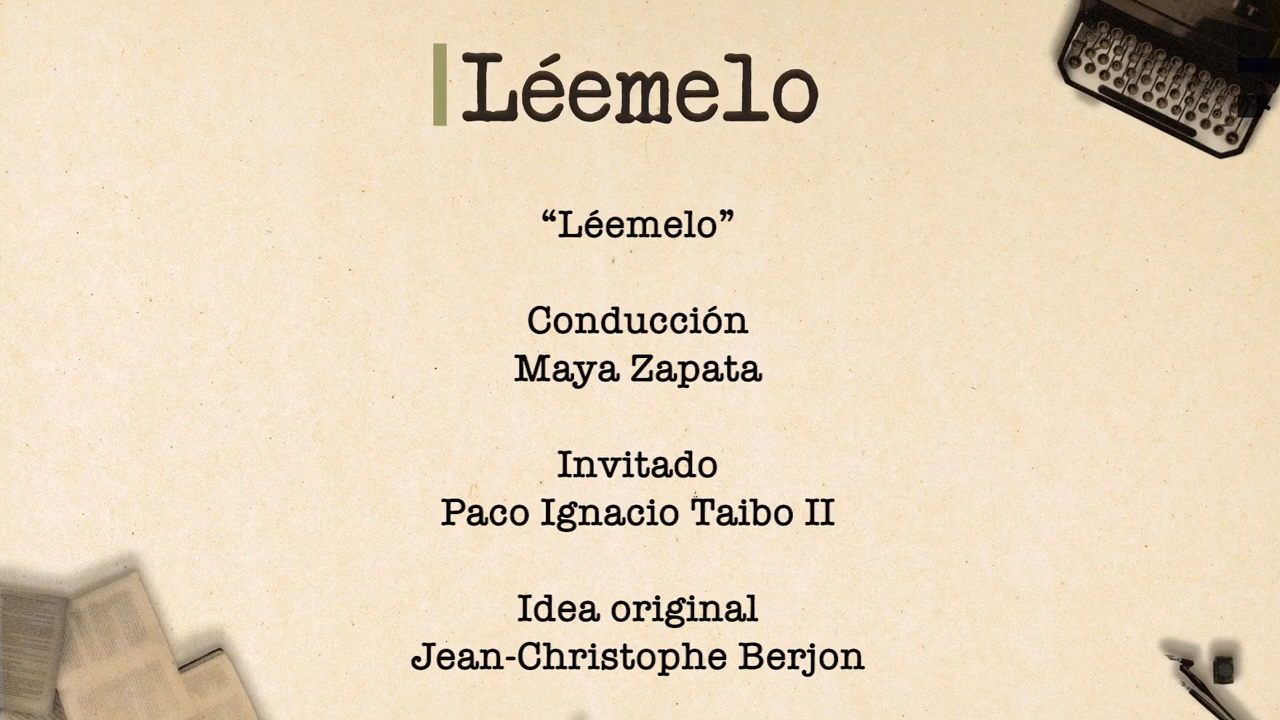 Léemelo
“Léemelo”
Conducción
Maya Zapata
Invitado
Paco Ignacio Taibo II
Idea original
Jean-Christophe Berjon